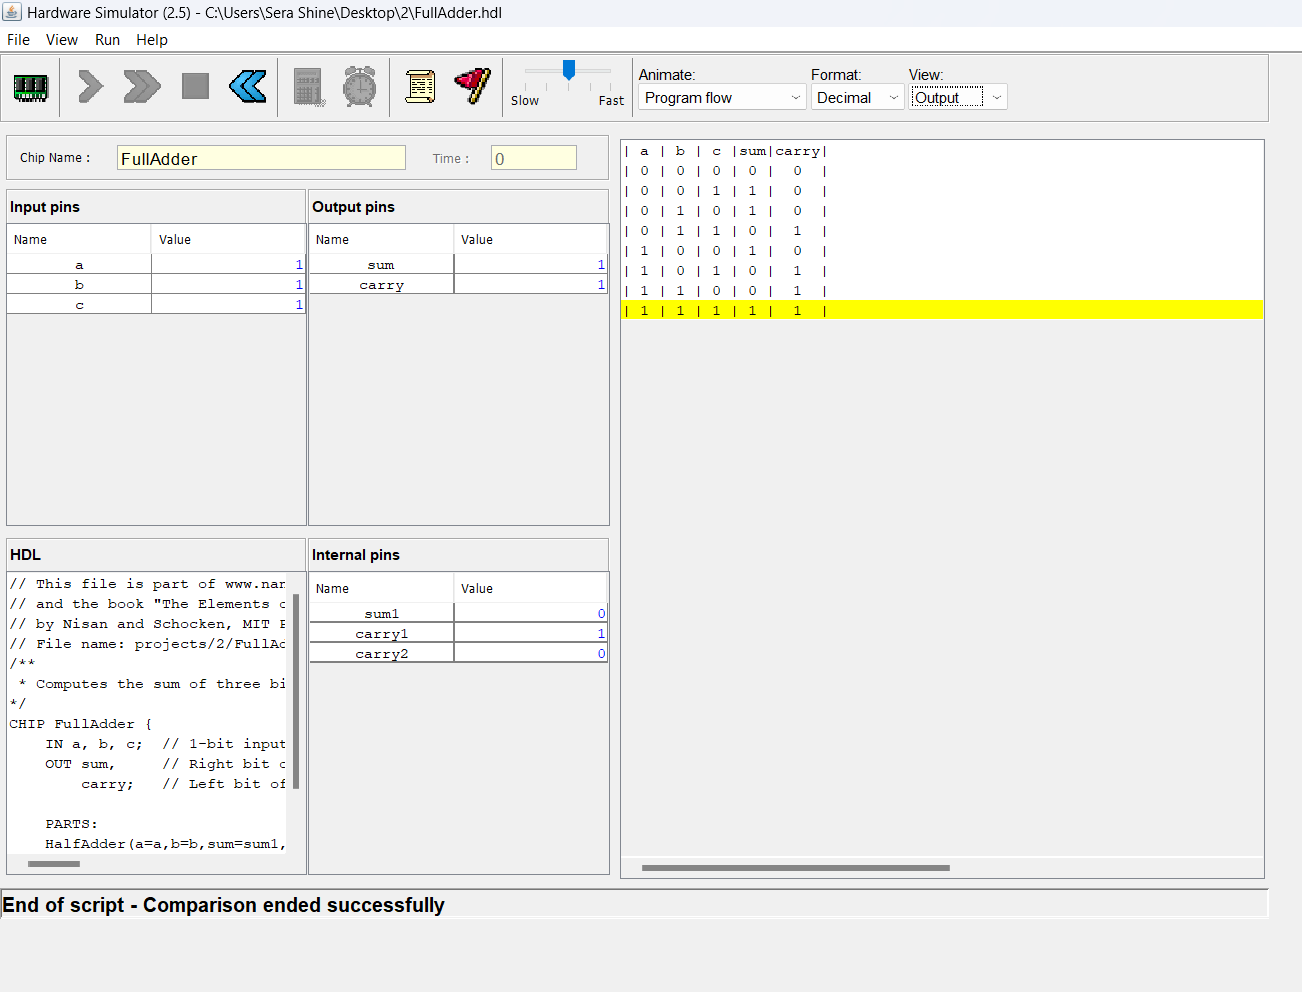 Hardware Simulator (2.5) - C:\Users\Sera Shine\Desktop\2\FullAdder.hdl
File View Run Help
Slow Fast
Animate: Format: View:
Program flow Decimal Output
Chip Name : FullAdder Time : 0
Input pins
Name Value
a 1
b 1
c 1
Output pins
Name Value
sum 1
carry 1
HDL
// This file is part of www.nan
// and the book "The Elements o
// by Nisan and Schocken, MIT P
// File name: projects/2/FullAd
/**
* Computes the sum of three bi
*/
CHIP FullAdder {
IN a, b, c;  // 1-bit input
OUT sum,     // Right bit o
carry;   // Left bit of
PARTS:
HalfAdder(a=a,b=b,sum=sum1,
Internal pins
Name Value
sum1 0
carry1 1
carry2 0
| a | b | c |sum|carry|
| 0 | 0 | 0 | 0 | 0 |
| 0 | 0 | 1 | 1 | 0 |
| 0 | 1 | 0 | 1 | 0 |
| 0 | 1 | 1 | 0 | 1 |
| 1 | 0 | 0 | 1 | 0 |
| 1 | 0 | 1 | 0 | 1 |
| 1 | 1 | 0 | 0 | 1 |
| 1 | 1 | 1 | 1 | 1 |
End of script - Comparison ended successfully